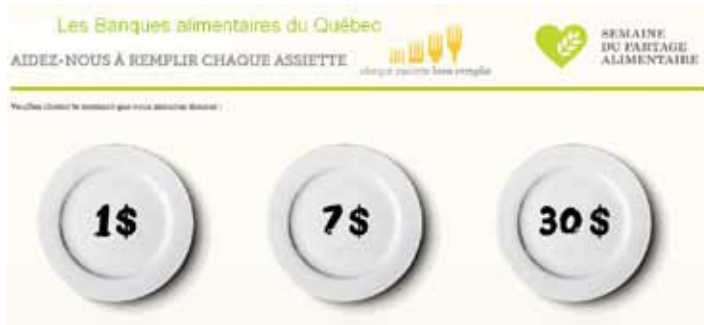 Les Banques alimentaires du Québec
AIDEZ-NOUS À REMPLIR CHAQUE ASSIETTE
chaque assiette bien remplie
SEMAINE
DU PARTAGE
ALIMENTAIRE
Veuillez choisir le montant que vous aimeriez donner :
1$
7$
30$